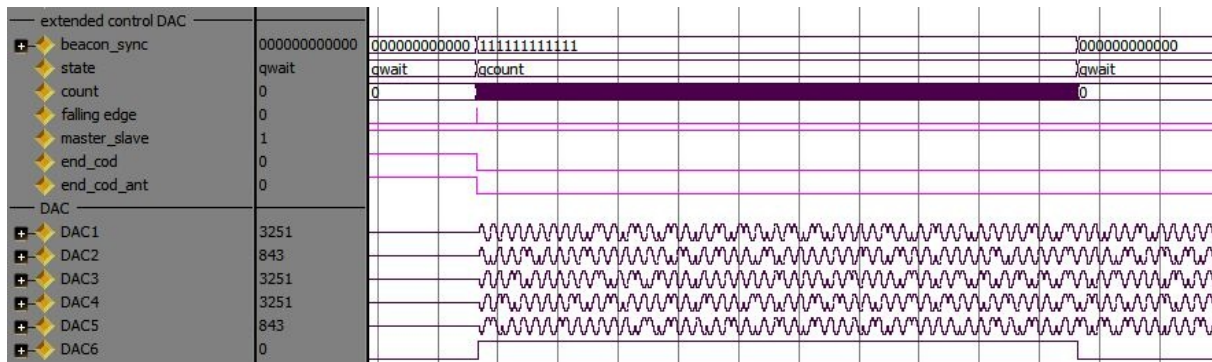 extended control DAC
beacon_sync 000000000000 000000000000 111111111111 000000000000
state qwait qwait qcount qwait
count 0 0 0
falling edge 0
master_slave 1
end_cod 0
end_cod_ant 0
DAC
DAC1 3251
DAC2 843
DAC3 3251
DAC4 3251
DAC5 843
DAC6 0